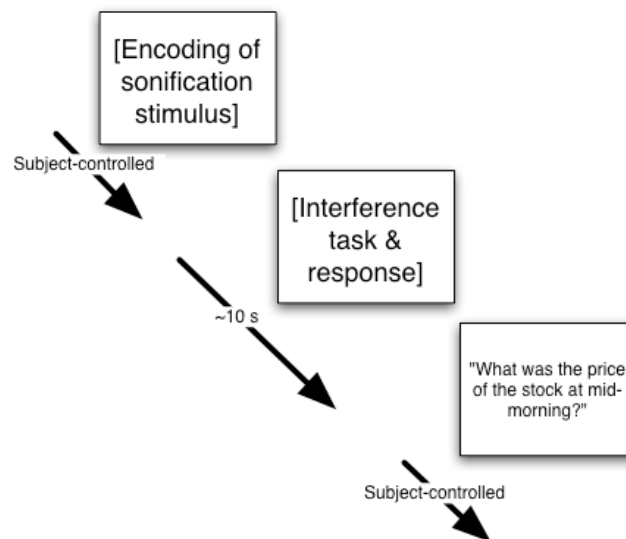 [Encoding of
sonification
stimulus]
Subject-controlled
[Interference
task &
response]
~10 s
"What was the price
of the stock at mid-
morning?"
Subject-controlled